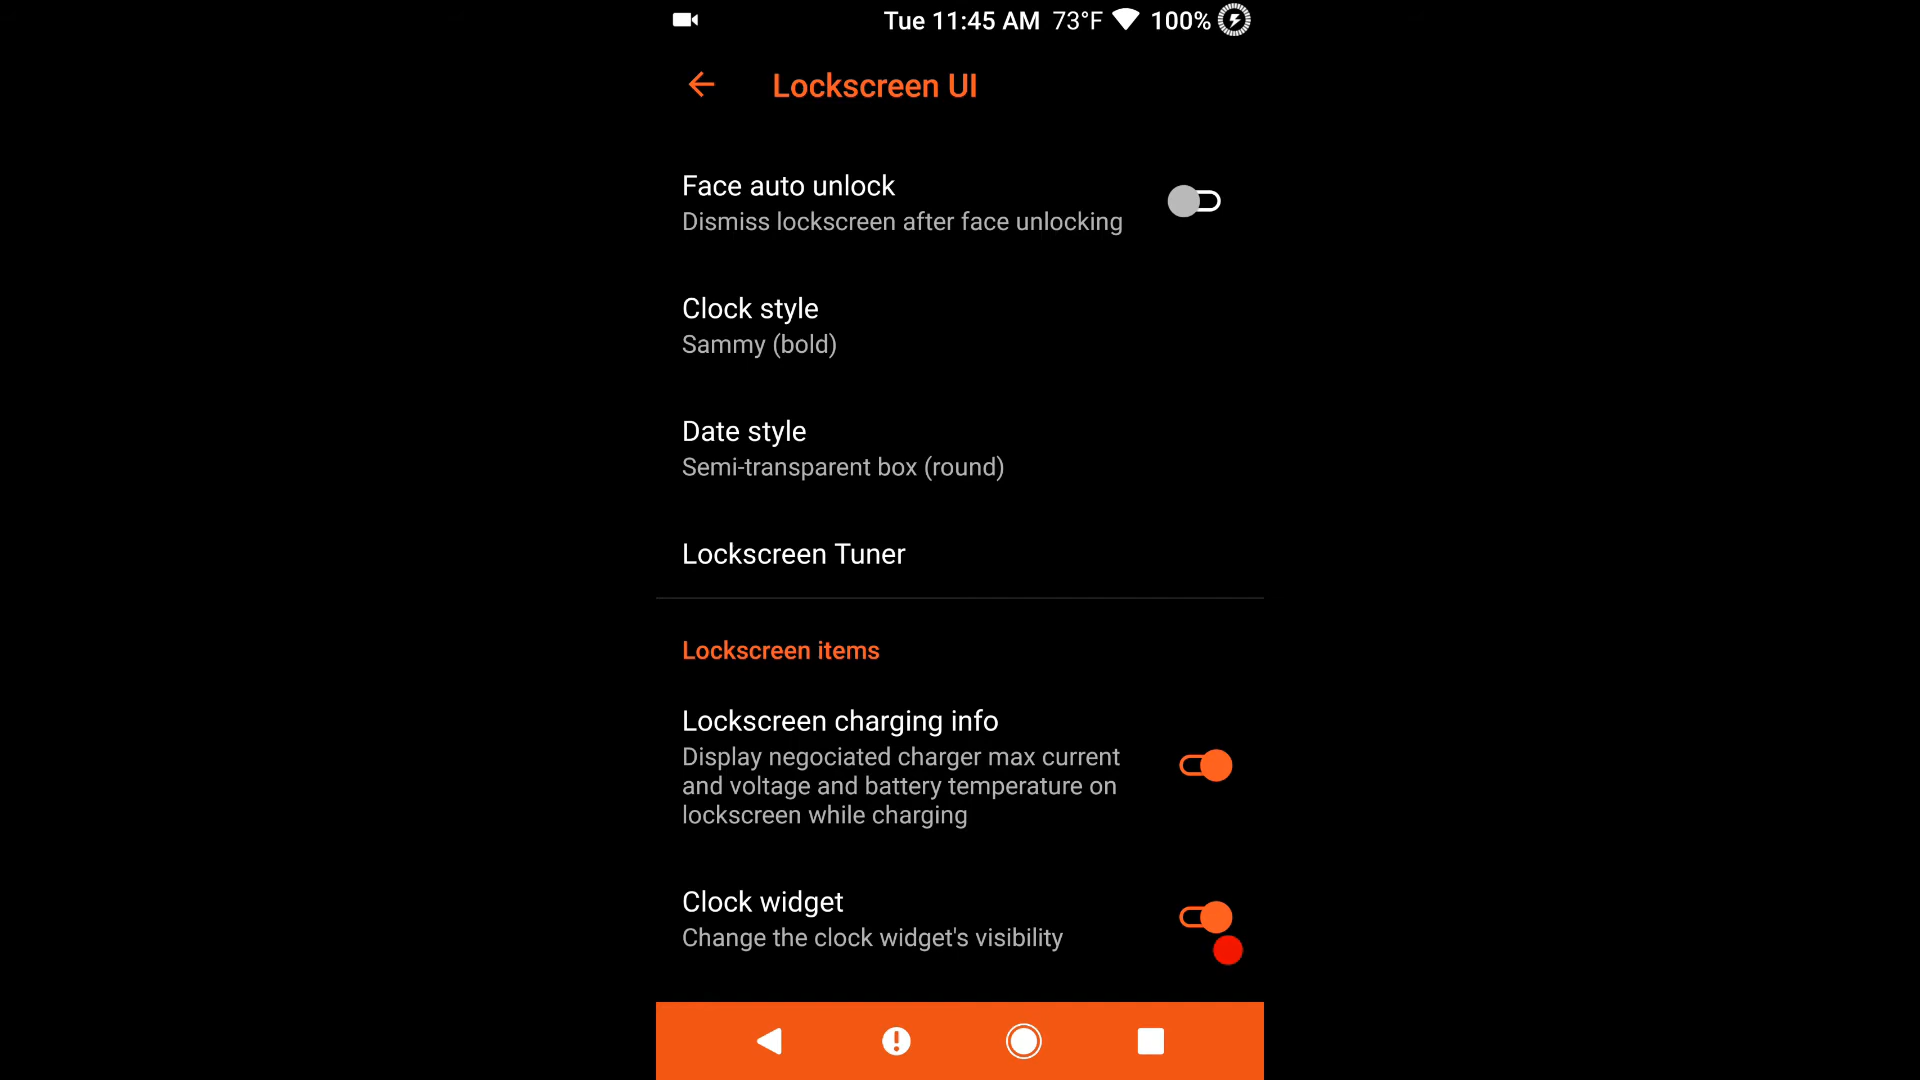 Tue 11:45 AM 73°F 100%
Lockscreen UI
Face auto unlock
Dismiss lockscreen after face unlocking
Clock style
Sammy (bold)
Date style
Semi-transparent box (round)
Lockscreen Tuner
Lockscreen items
Lockscreen charging info
Display negociated charger max current
and voltage and battery temperature on
lockscreen while charging
Clock widget
Change the clock widget's visibility